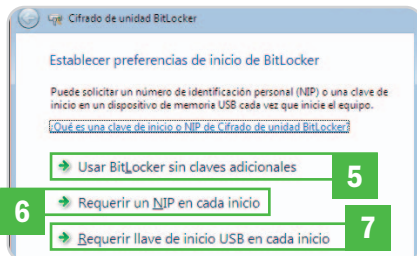 Cifrado de unidad BitLocker
Establecer preferencias de inicio de BitLocker
Puede solicitar un número de identificación personal (NIP) o una clave de
inicio en un dispositivo de memoria USB cada vez que inicie el equipo.
¿Qué es una clave de inicio o NIP de Cifrado de unidad BitLocker?
Usar BitLocker sin claves adicionales
5
6
Requerir un NIP en cada inicio
Requerir llave de inicio USB en cada inicio
7